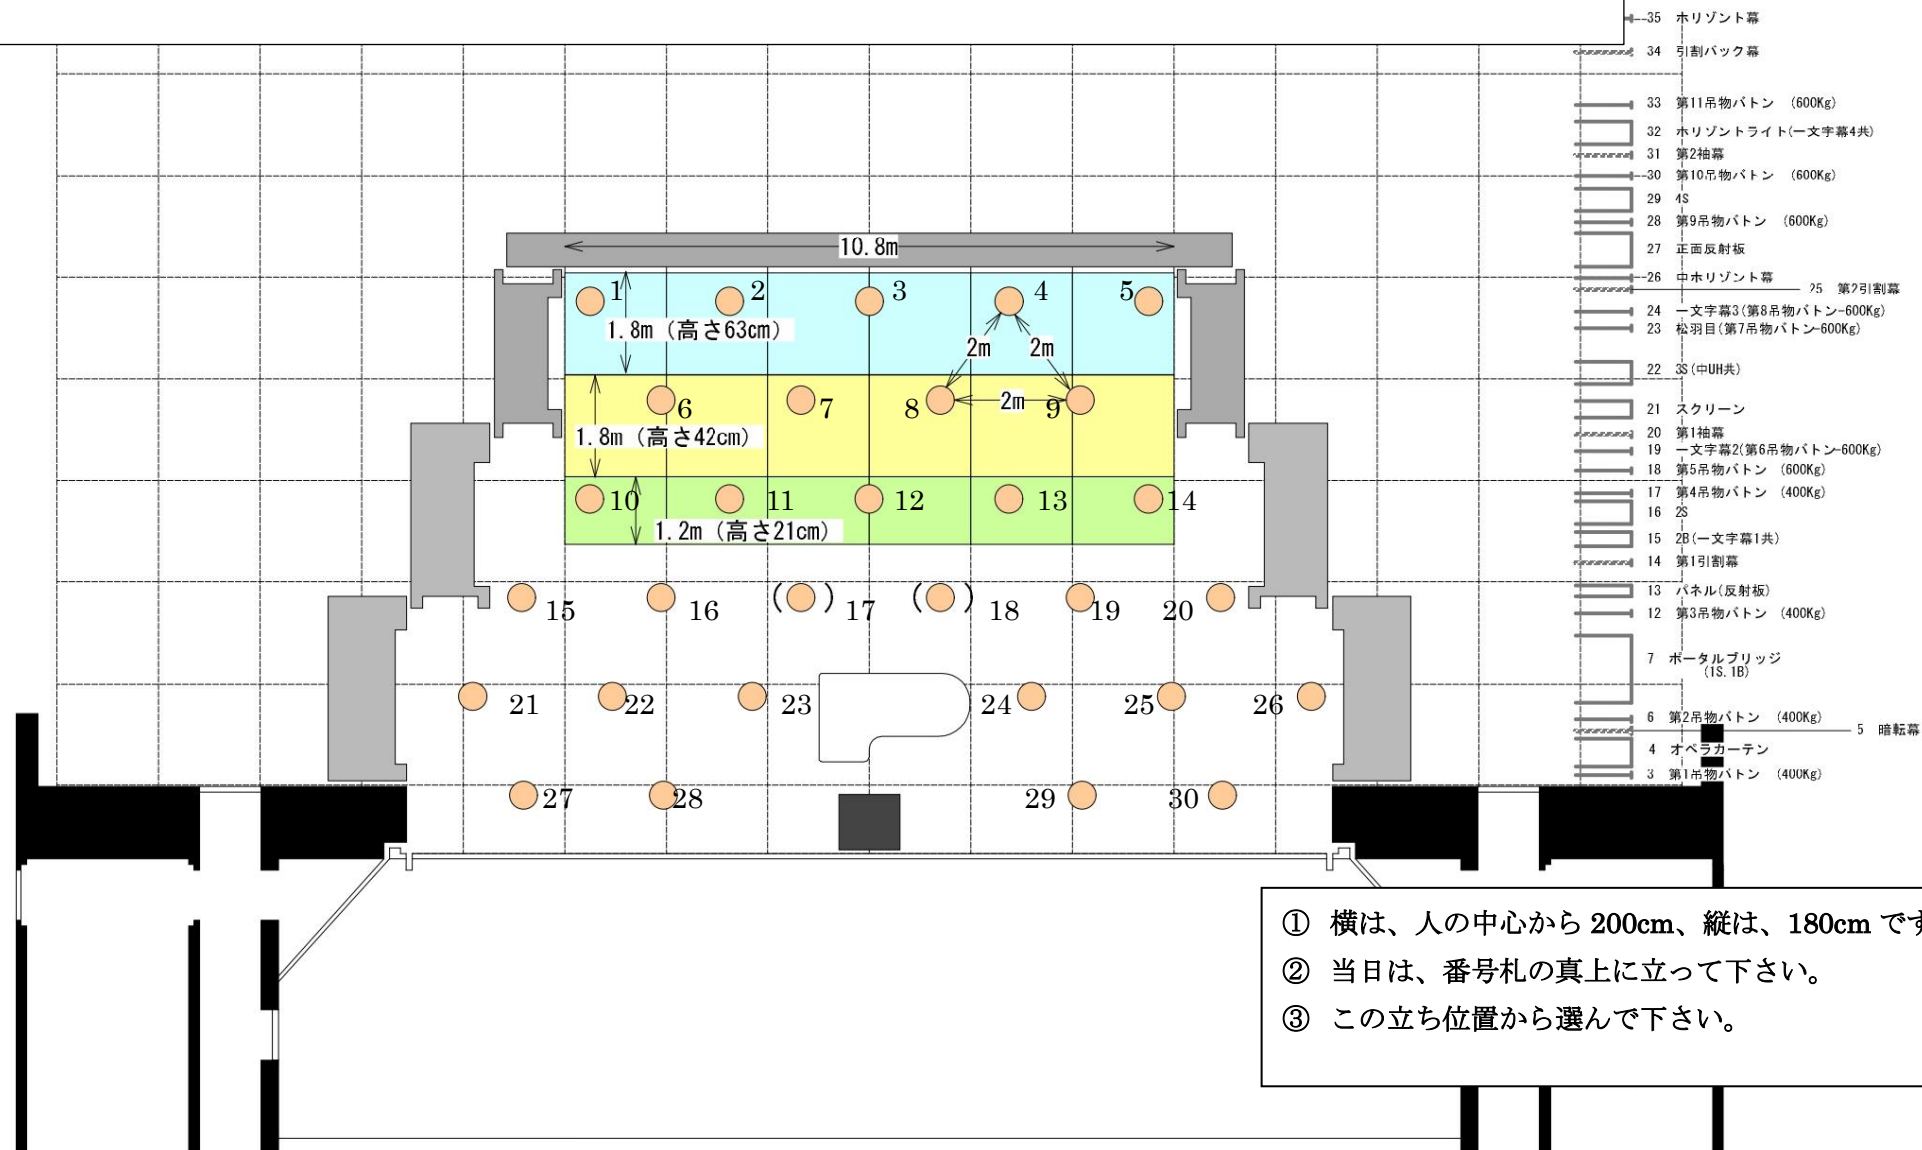 35 ホリゾント幕
34 引割バック幕
33 第11吊物バトン (600Kg)
32 ホリゾントライト(一文字幕4共)
31 第2袖幕
30 第10吊物バトン (600Kg)
29 4S
28 第9吊物バトン (600Kg)
27 正面反射板
26 中ホリゾント幕
25 第2引割幕
24 一文字幕3(第8吊物バトン-600Kg)
23 松羽目(第7吊物バトン-600Kg)
22 3S(中UH共)
21 スクリーン
20 第1袖幕
19 一文字幕2(第6吊物バトン-600Kg)
18 第5吊物バトン (600Kg)
17 第4吊物バトン (400Kg)
16 2S
15 2B(一文字幕1共)
14 第1引割幕
13 パネル(反射板)
12 第3吊物バトン (400Kg)
7 ポータルブリッジ
(1S.1B)
6 第2吊物バトン (400Kg)
5 暗転幕
4 オペラカーテン
3 第1吊物バトン (400Kg)
10.8m
1 2 3 4 5
1.8m (高さ63cm)
2m 2m
6 7 8 2m 9
1.8m (高さ42cm)
10 11 12 13 14
1.2m (高さ21cm)
15 16 ( ) 17 ( ) 18 19 20
21 22 23 24 25 26
27 28 29 30
① 横は、人の中心から 200cm、縦は、180cm です
② 当日は、番号札の真上に立って下さい。
③ この立ち位置から選んで下さい。